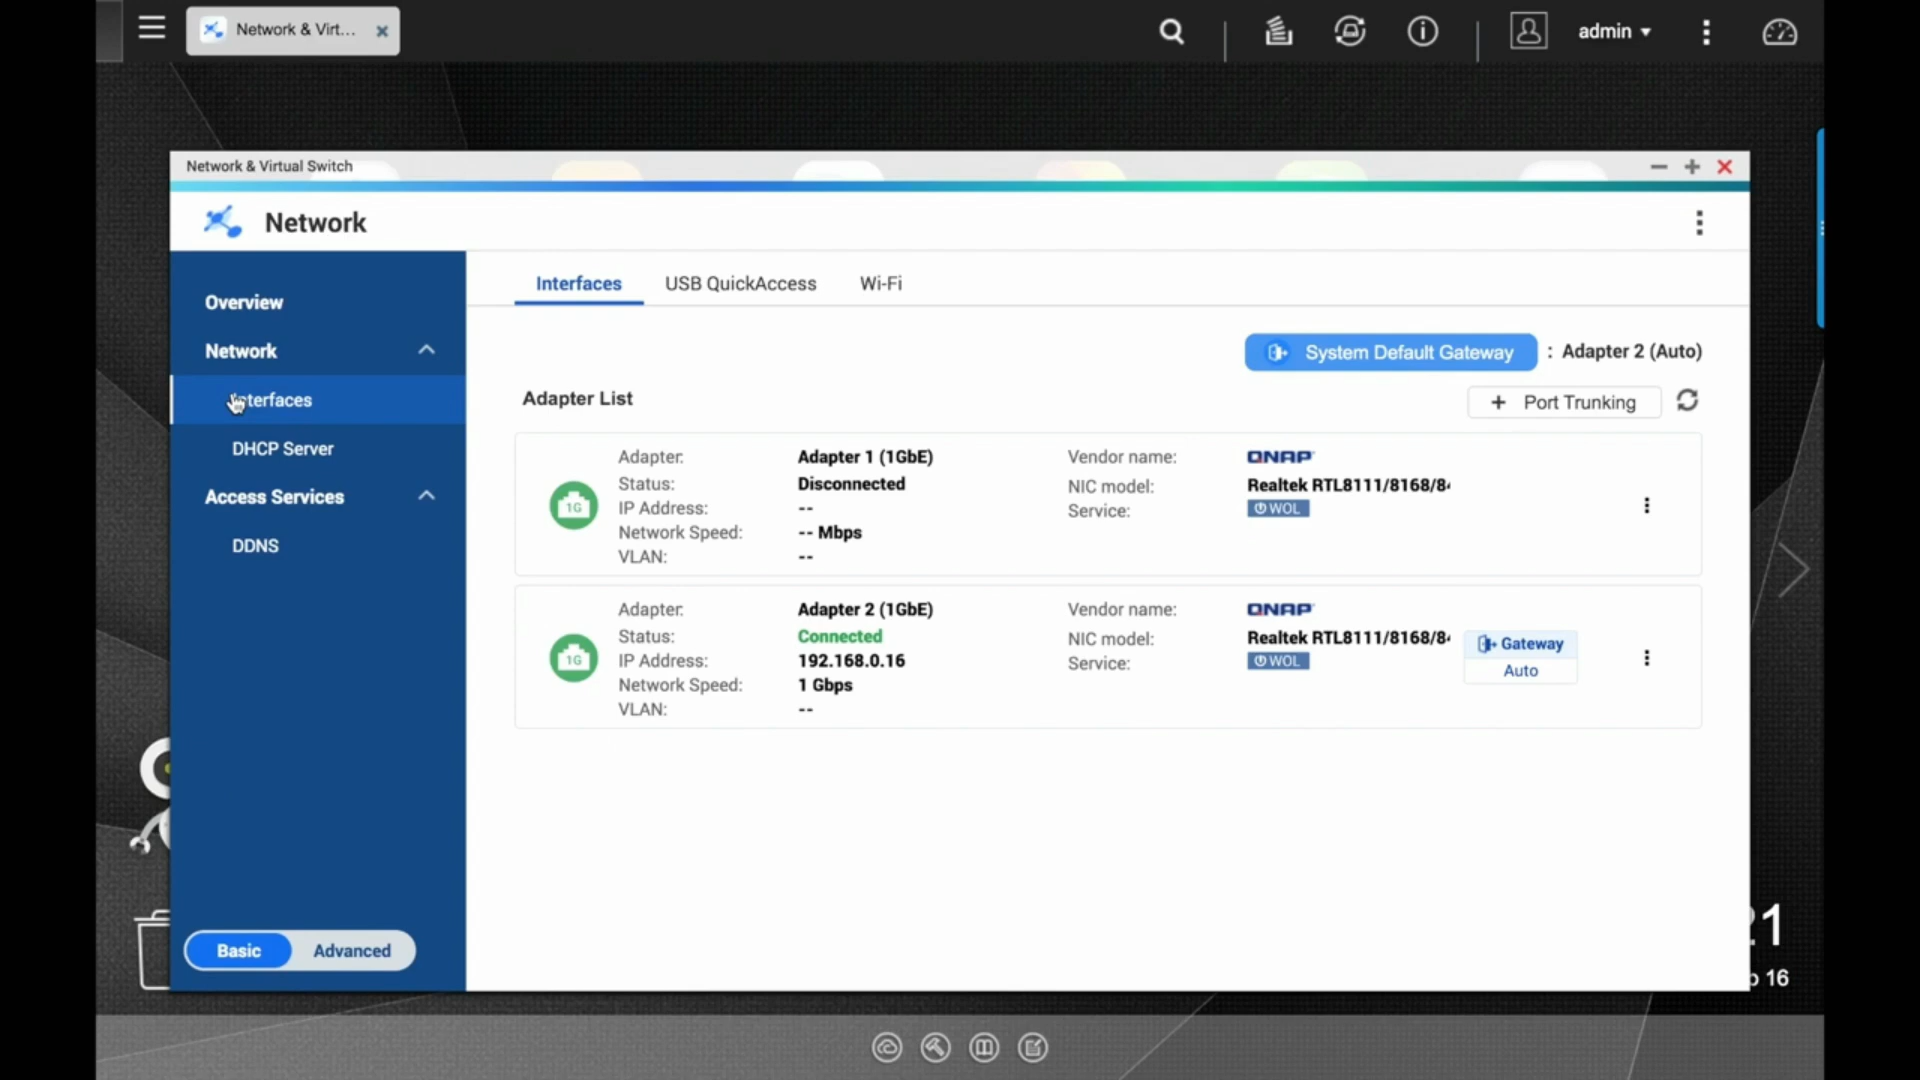 Network & Virt...
admin
Network & Virtual Switch
Network
Overview
Network
Interfaces
DHCP Server
Access Services
DDNS
Basic
Advanced
Interfaces
USB QuickAccess
Wi-Fi
System Default Gateway : Adapter 2 (Auto)
Adapter List
+ Port Trunking
Adapter: Adapter 1 (1GbE)
Status: Disconnected
IP Address: --
Network Speed: -- Mbps
VLAN: --
1G
Vendor name: QNAP
NIC model: Realtek RTL8111/8168/84
Service: WOL
Adapter: Adapter 2 (1GbE)
Status: Connected
IP Address: 192.168.0.16
Network Speed: 1 Gbps
VLAN: --
1G
Vendor name: QNAP
NIC model: Realtek RTL8111/8168/84
Service: WOL
Gateway
Auto
21
16